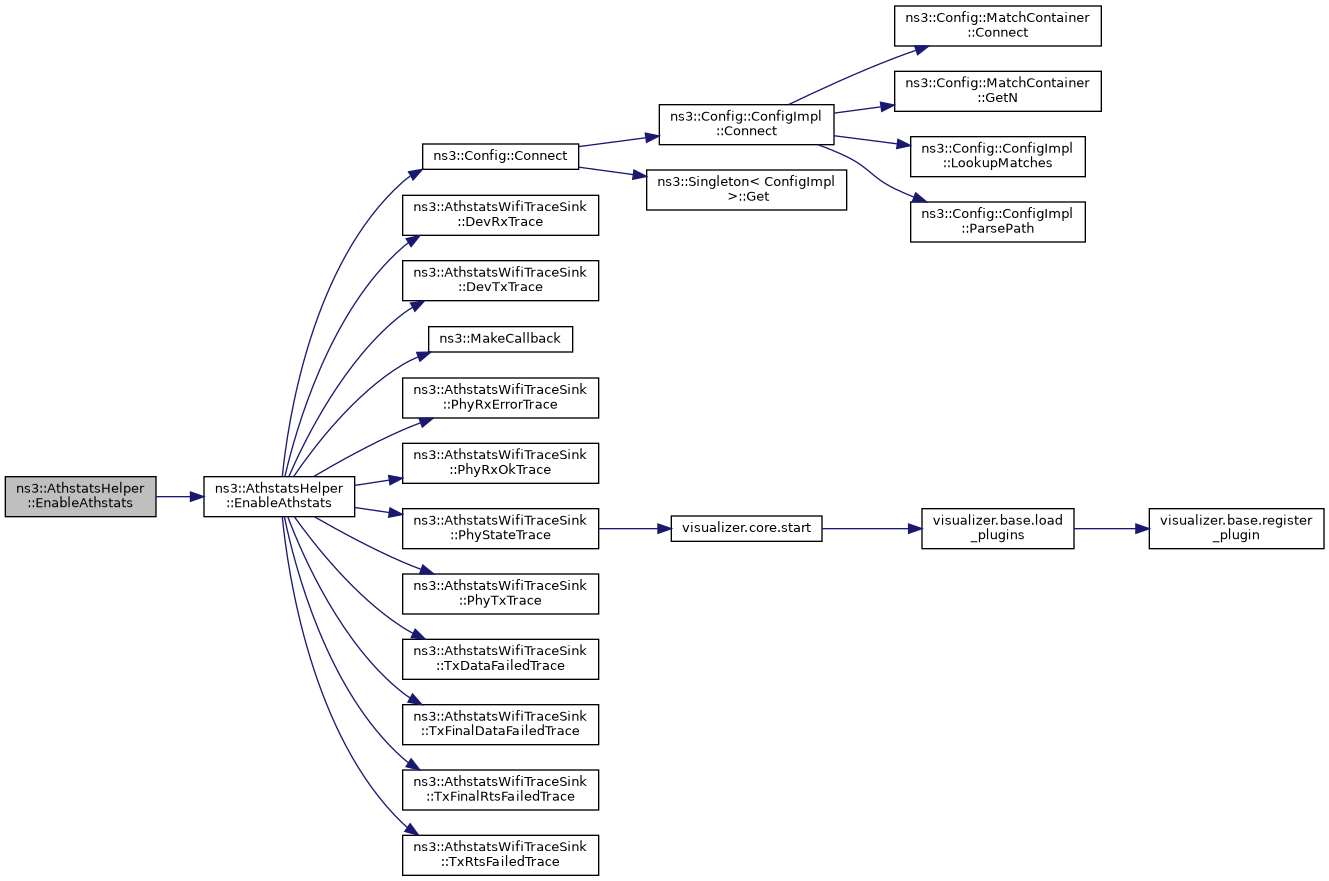 ns3::Config::MatchContainer
::Connect
ns3::Config::MatchContainer
::GetN
ns3::Config::ConfigImpl
::Connect
ns3::Config::ConfigImpl
::LookupMatches
ns3::Config::Connect
ns3::Singleton< ConfigImpl
>::Get
ns3::Config::ConfigImpl
::ParsePath
ns3::AthstatsWifiTraceSink
::DevRxTrace
ns3::AthstatsWifiTraceSink
::DevTxTrace
ns3::MakeCallback
ns3::AthstatsWifiTraceSink
::PhyRxErrorTrace
ns3::AthstatsWifiTraceSink
::PhyRxOkTrace
ns3::AthstatsHelper
::EnableAthstats
ns3::AthstatsHelper
::EnableAthstats
ns3::AthstatsWifiTraceSink
::PhyStateTrace
visualizer.core.start
visualizer.base.load
_plugins
visualizer.base.register
_plugin
ns3::AthstatsWifiTraceSink
::PhyTxTrace
ns3::AthstatsWifiTraceSink
::TxDataFailedTrace
ns3::AthstatsWifiTraceSink
::TxFinalDataFailedTrace
ns3::AthstatsWifiTraceSink
::TxFinalRtsFailedTrace
ns3::AthstatsWifiTraceSink
::TxRtsFailedTrace